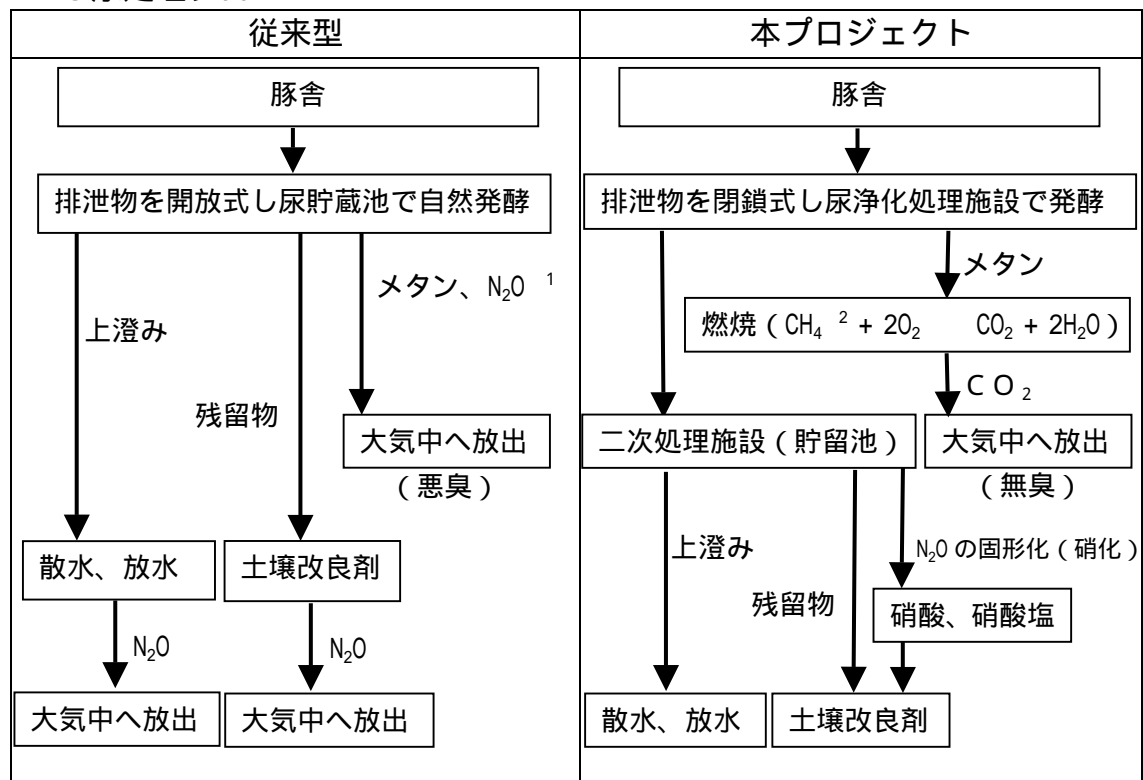 従来型
豚舎
排泄物を開放式し尿貯蔵池で自然発酵
メタン、N₂O ¹
上澄み
残留物
大気中へ放出
(悪臭)
散水、放水
土壌改良剤
N₂O
N₂O
大気中へ放出
大気中へ放出
本プロジェクト
豚舎
排泄物を閉鎖式し尿浄化処理施設で発酵
メタン
燃焼(CH₄ ² + 2O₂ CO₂ + 2H₂O)
CO₂
二次処理施設(貯留池)
大気中へ放出
(無臭)
上澄み
N₂Oの固形化(硝化)
残留物
硝酸、硝酸塩
散水、放水
土壌改良剤